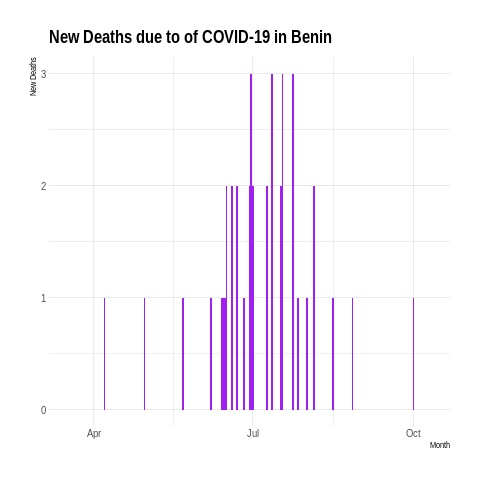 New Deaths due to of COVID-19 in Benin
New Deaths
3
2
1
0
Apr
Jul
Oct
Month